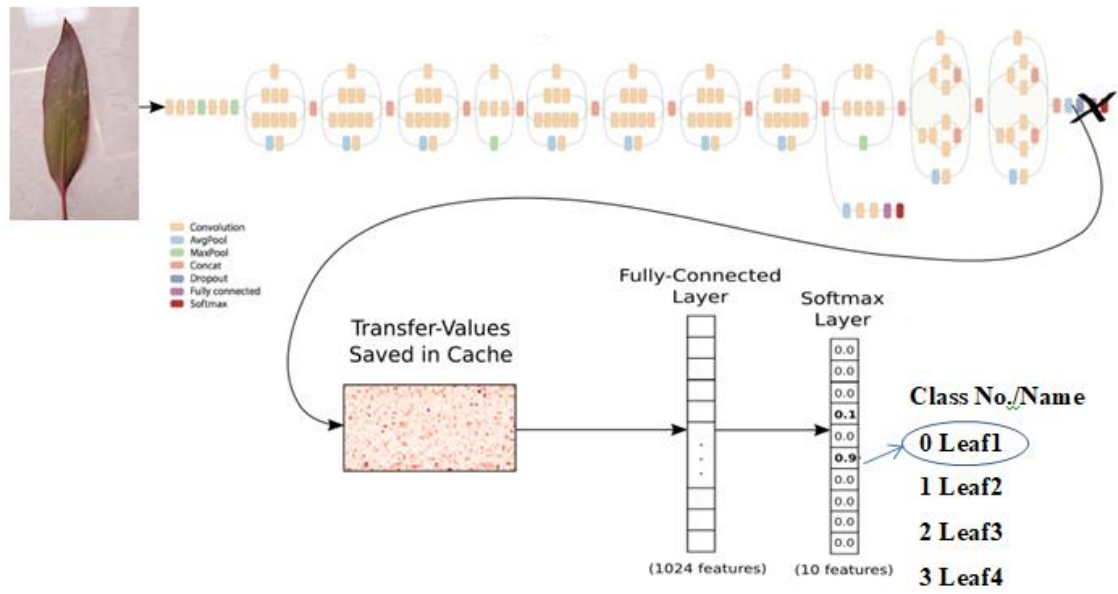 Convolution
AvgPool
MaxPool
Concat
Dropout
Fully connected
Softmax
Transfer-Values
Saved in Cache
Fully-Connected
Layer
(1024 features)
Softmax
Layer
0.0
0.0
0.0
0.1
0.0
0.9
0.0
0.0
0.0
0.0
(10 features)
Class No./Name
0 Leaf1
1 Leaf2
2 Leaf3
3 Leaf4